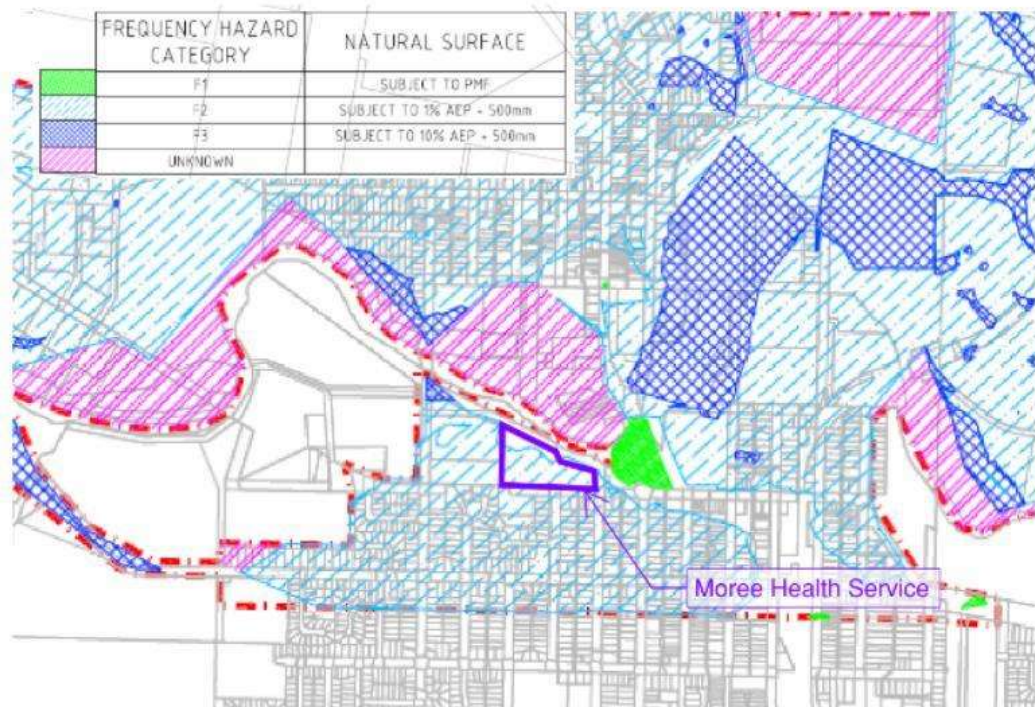 FREQUENCY HAZARD
CATEGORY
NATURAL SURFACE
F1
SUBJECT TO PMF
F2
SUBJECT TO 1% AEP - 500mm
F3
SUBJECT TO 10% AEP - 500mm
UNKNOWN
Moree Health Service